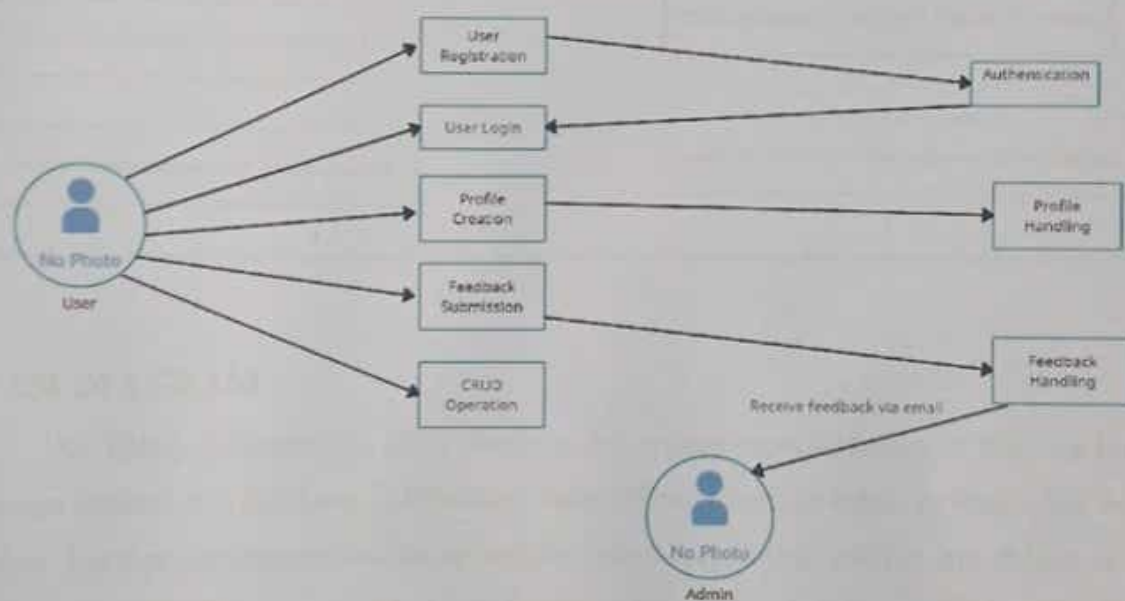 User
Registration
Authentication
User Login
Profile
Creation
Profile
Handling
No Photo
User
Feedback
Submission
Feedback
Handling
CRUD
Operation
Receive feedback via email
No Photo
Admin